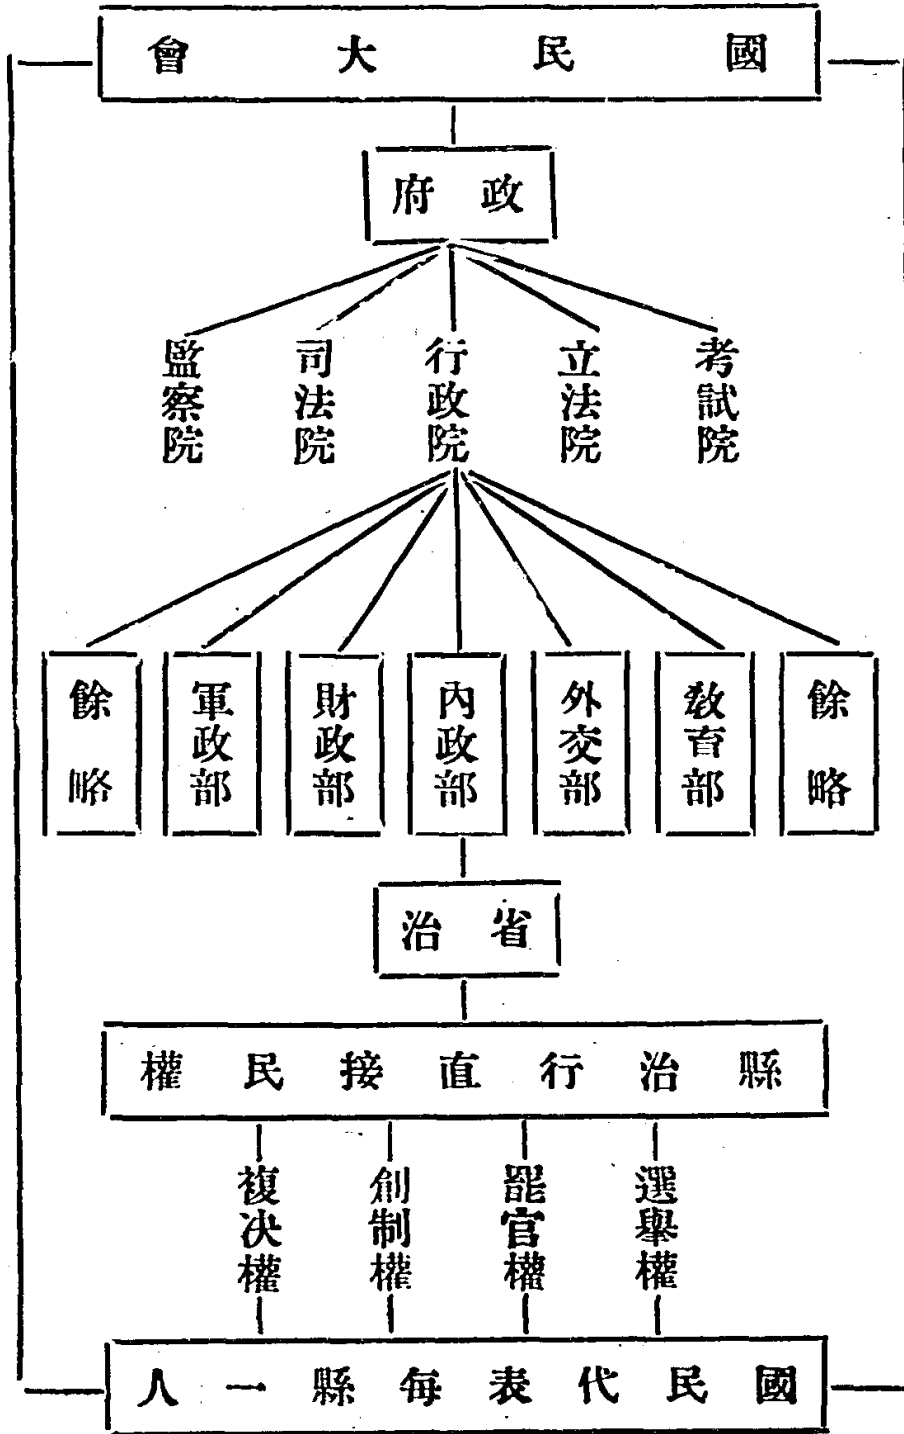 國民大會
政府
考試院
立法院
行政院
司法院
監察院
餘略
教育部
外交部
內政部
財政部
軍政部
餘略
省治
縣治行直接民權
選舉權
罷官權
創制權
複决權
國民代表每縣一人